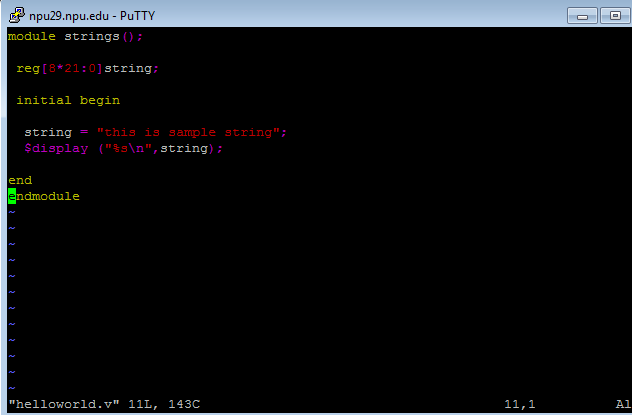 npu29.npu.edu - PuTTY
module strings();
reg[8*21:0]string;
initial begin
string = "this is sample string";
$display ("%s\n",string);
end
endmodule
~
~
~
~
~
~
~
~
~
~
~
~
"helloworld.v" 11L, 143C 11,1 Al